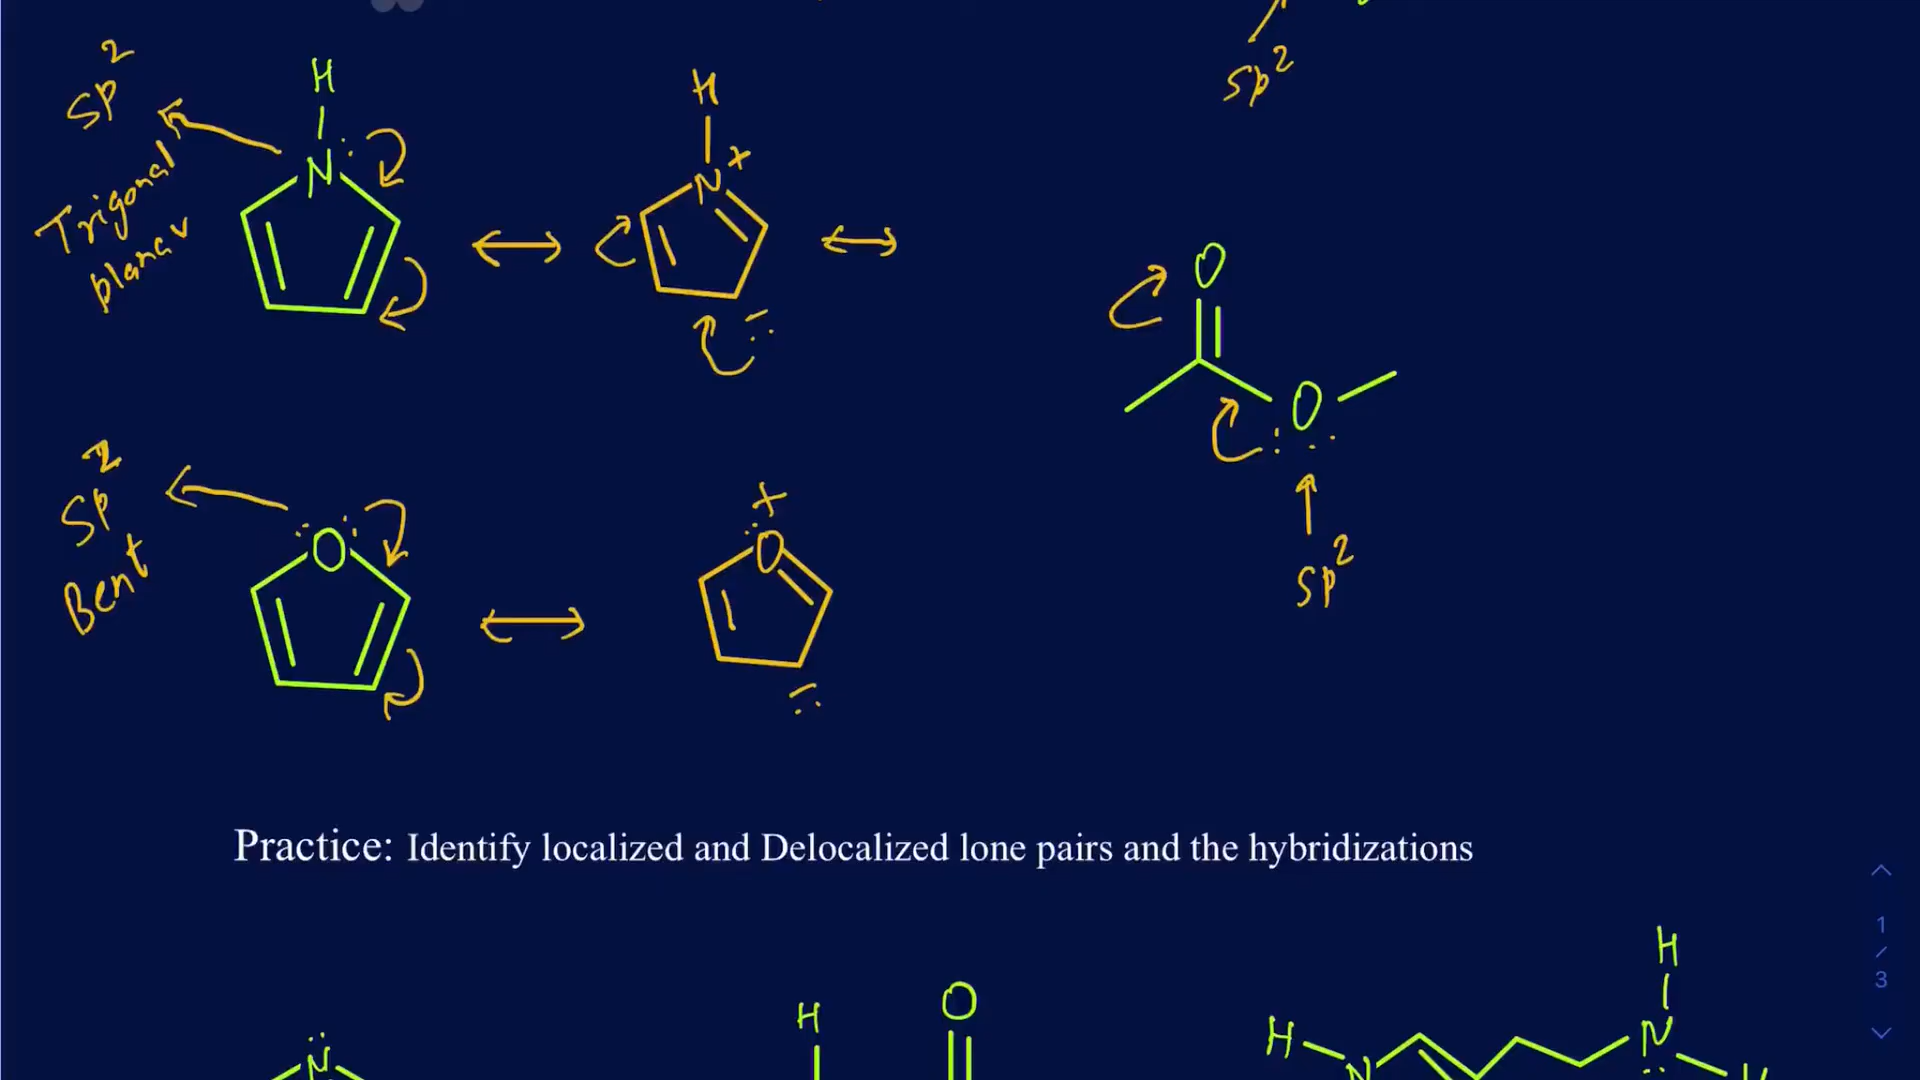 sp²
H
N
Trigonal
planar
H
N
+
sp²
O
O
sp²
sp²
Bent
O
+
O
Practice: Identify localized and Delocalized lone pairs and the hybridizations
N
H
O
H
N
H
N
H
1
/
3